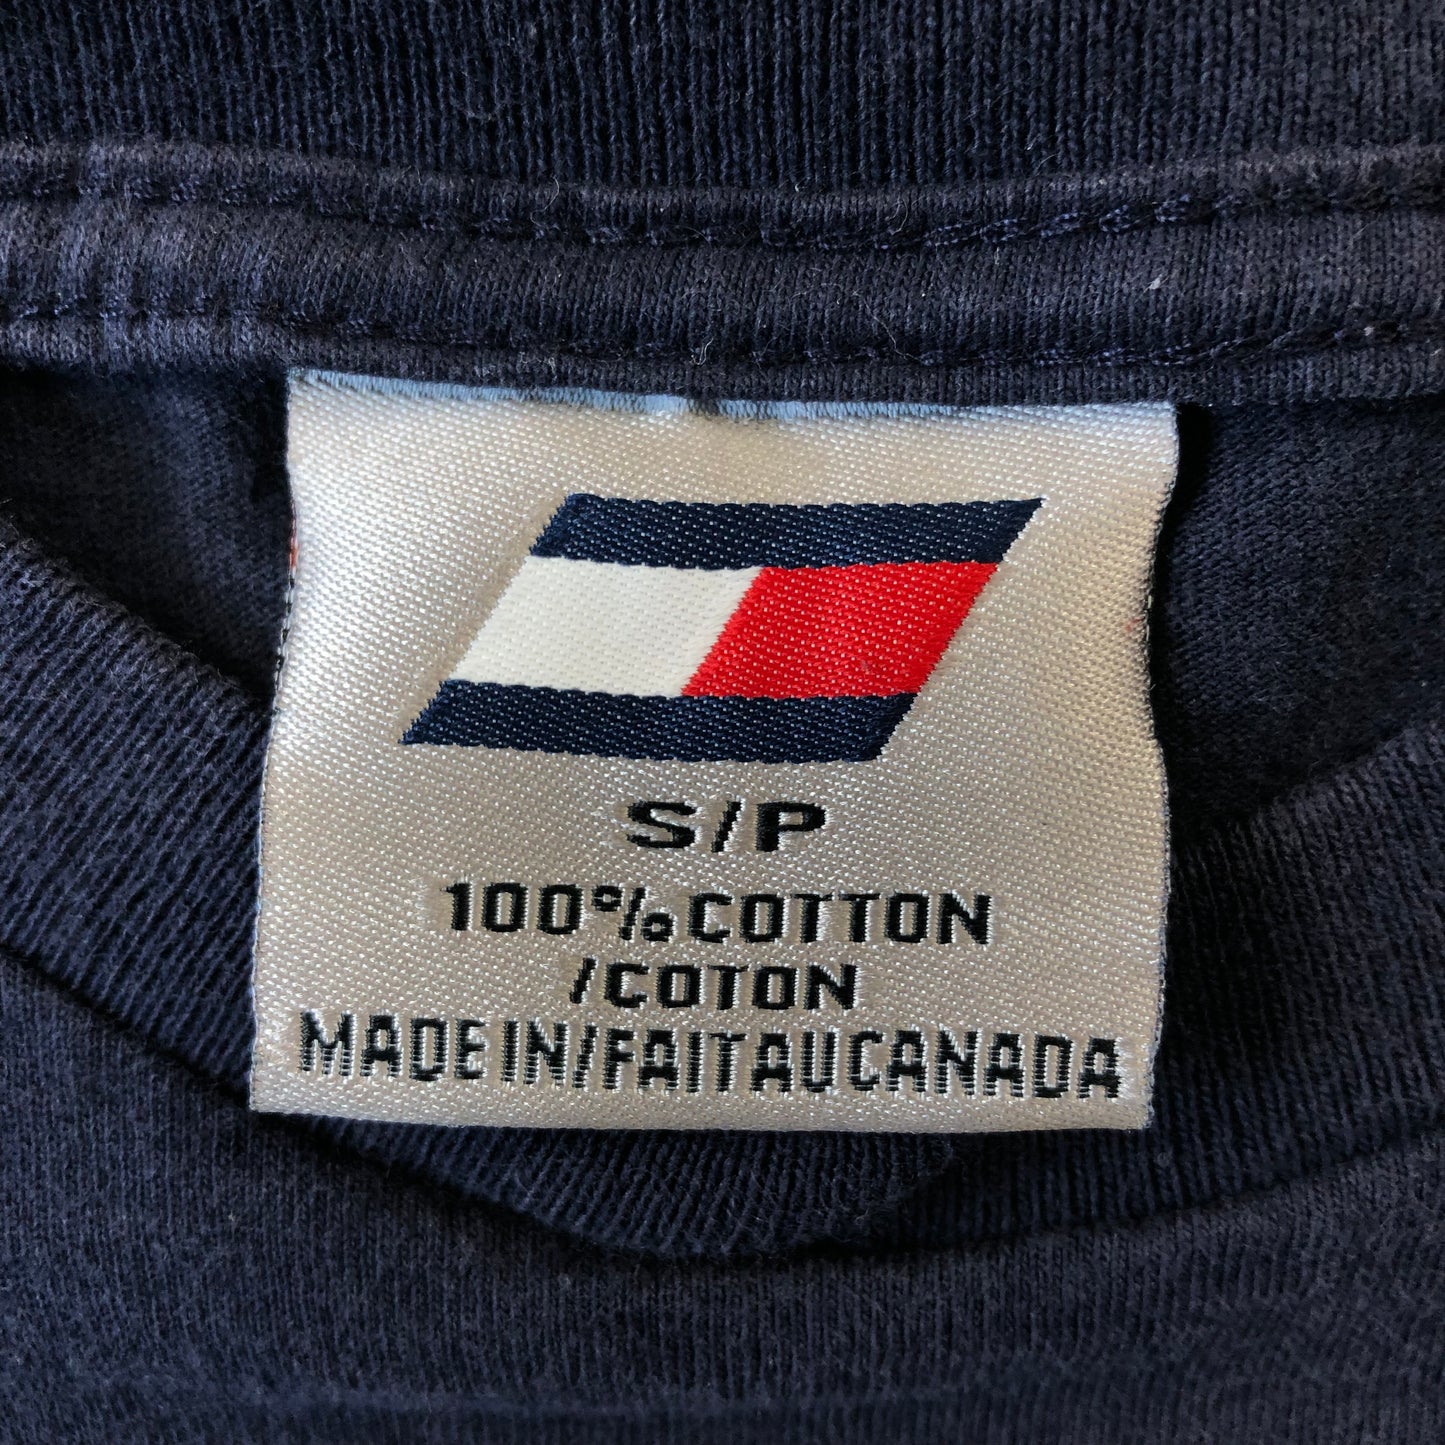 S/P
100% COTTON
/COTON
MADE IN/FAIT AU CANADA